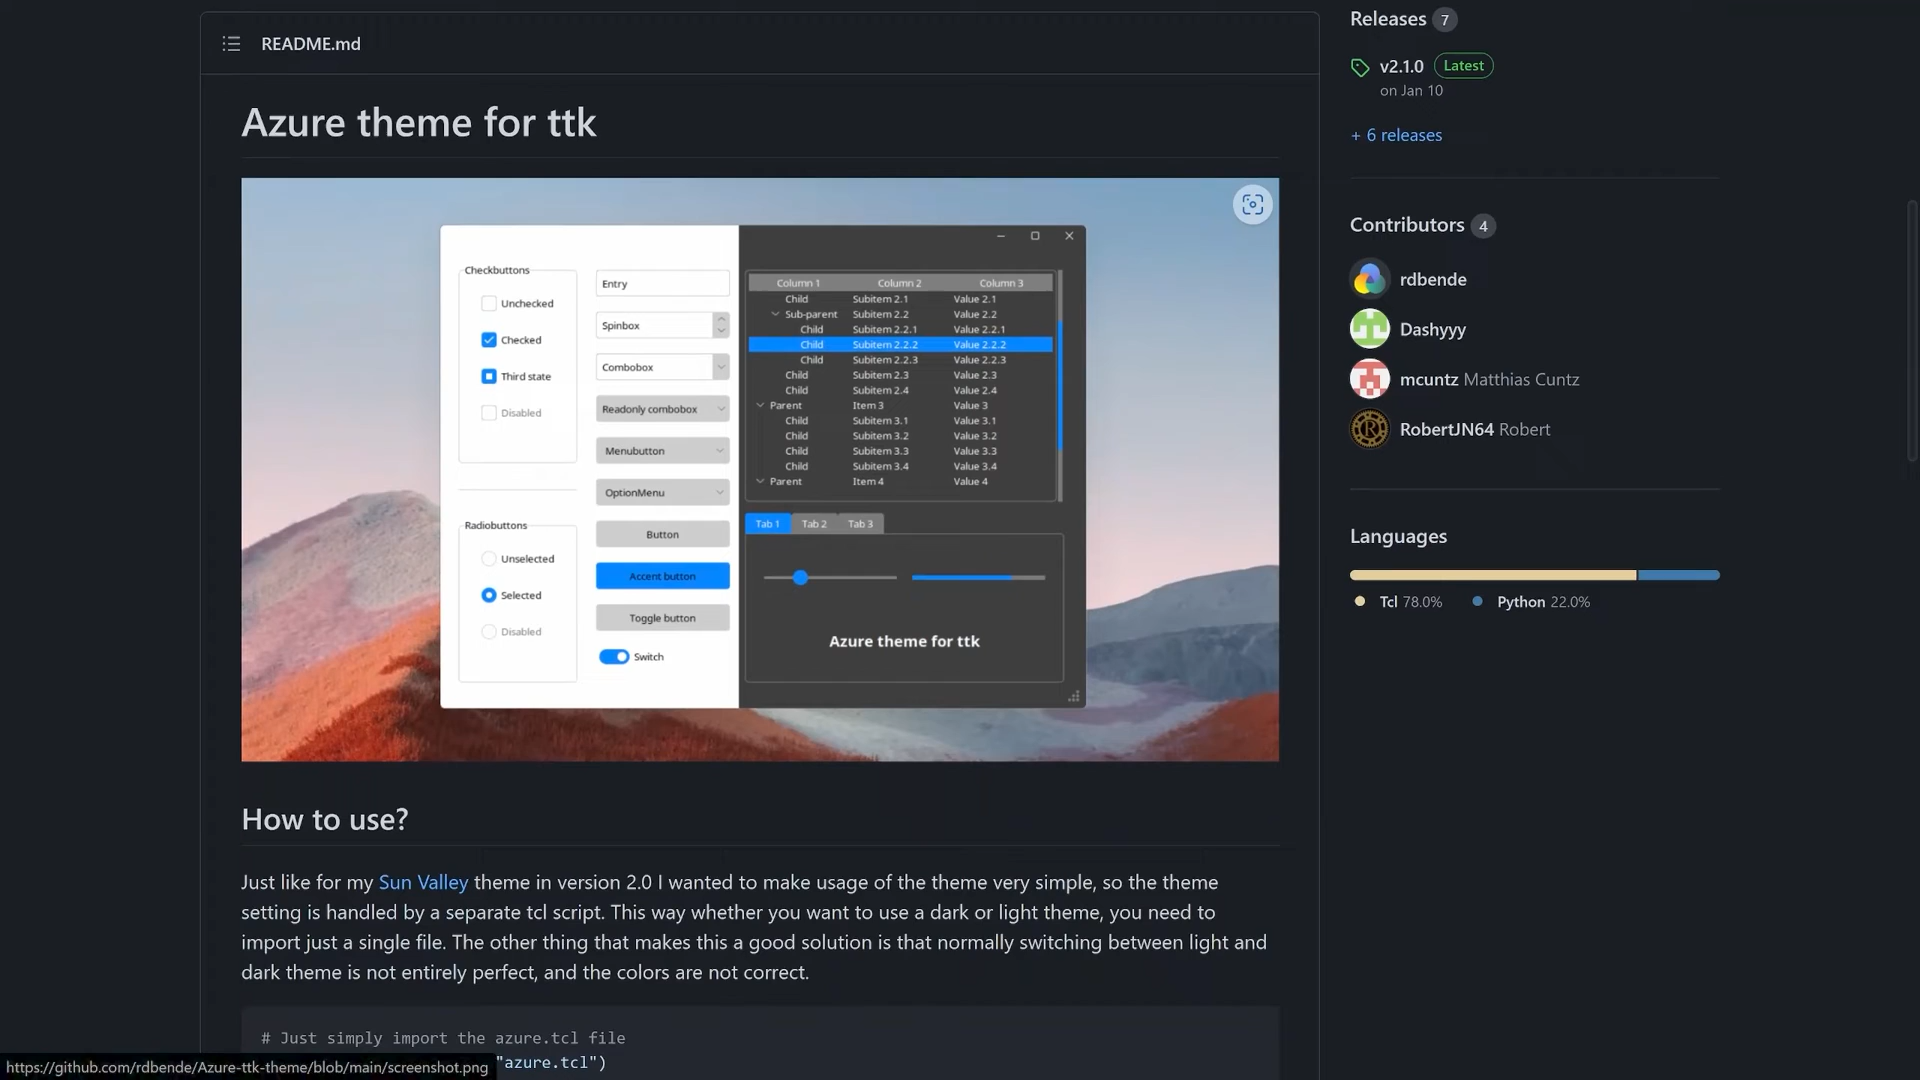 README.md
Azure theme for ttk
Checkbuttons
Unchecked
Checked
Third state
Disabled
Radiobuttons
Unselected
Selected
Disabled
Entry
Spinbox
Combobox
Readonly combobox
Menubutton
OptionMenu
Button
Accent button
Toggle button
Switch
Column 1 Column 2 Column 3
Child Subitem 2.1 Value 2.1
Sub-parent Subitem 2.2 Value 2.2
Child Subitem 2.2.1 Value 2.2.1
Child Subitem 2.2.2 Value 2.2.2
Child Subitem 2.2.3 Value 2.2.3
Child Subitem 2.3 Value 2.3
Child Subitem 2.4 Value 2.4
Parent Item 3 Value 3
Child Subitem 3.1 Value 3.1
Child Subitem 3.2 Value 3.2
Child Subitem 3.3 Value 3.3
Child Subitem 3.4 Value 3.4
Parent Item 4 Value 4
Tab 1 Tab 2 Tab 3
Azure theme for ttk
How to use?
Just like for my Sun Valley theme in version 2.0 I wanted to make usage of the theme very simple, so the theme
setting is handled by a separate tcl script. This way whether you want to use a dark or light theme, you need to
import just a single file. The other thing that makes this a good solution is that normally switching between light and
dark theme is not entirely perfect, and the colors are not correct.
# Just simply import the azure.tcl file
"azure.tcl")
https://github.com/rdbende/Azure-ttk-theme/blob/main/screenshot.png
Releases 7
v2.1.0 Latest
on Jan 10
+ 6 releases
Contributors 4
rdbende
Dashyyy
mcuntz Matthias Cuntz
R
RobertJN64 Robert
Languages
Tcl 78.0% Python 22.0%